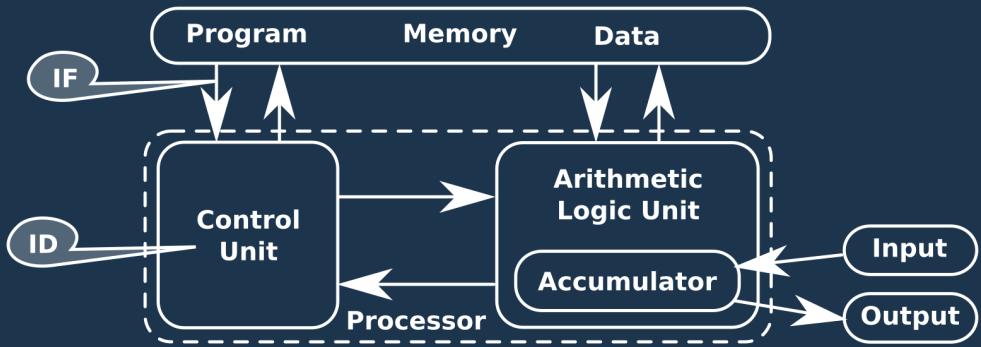 Program Memory Data
IF
Arithmetic
Logic Unit
Control
Unit
ID
Accumulator
Input
Output
Processor